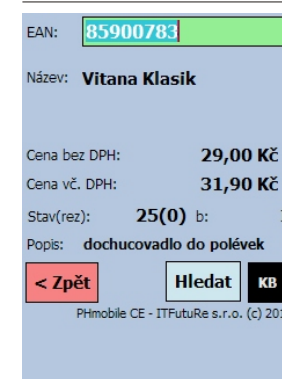 EAN: 85900783
Název: Vitana Klasik
Cena bez DPH: 29,00 Kč
Cena vč. DPH: 31,90 Kč
Stav(rez): 25(0) b:
Popis: dochucovadlo do polévek
< Zpět Hledat KB
PHmobile CE - ITFutuRe s.r.o. (c) 201